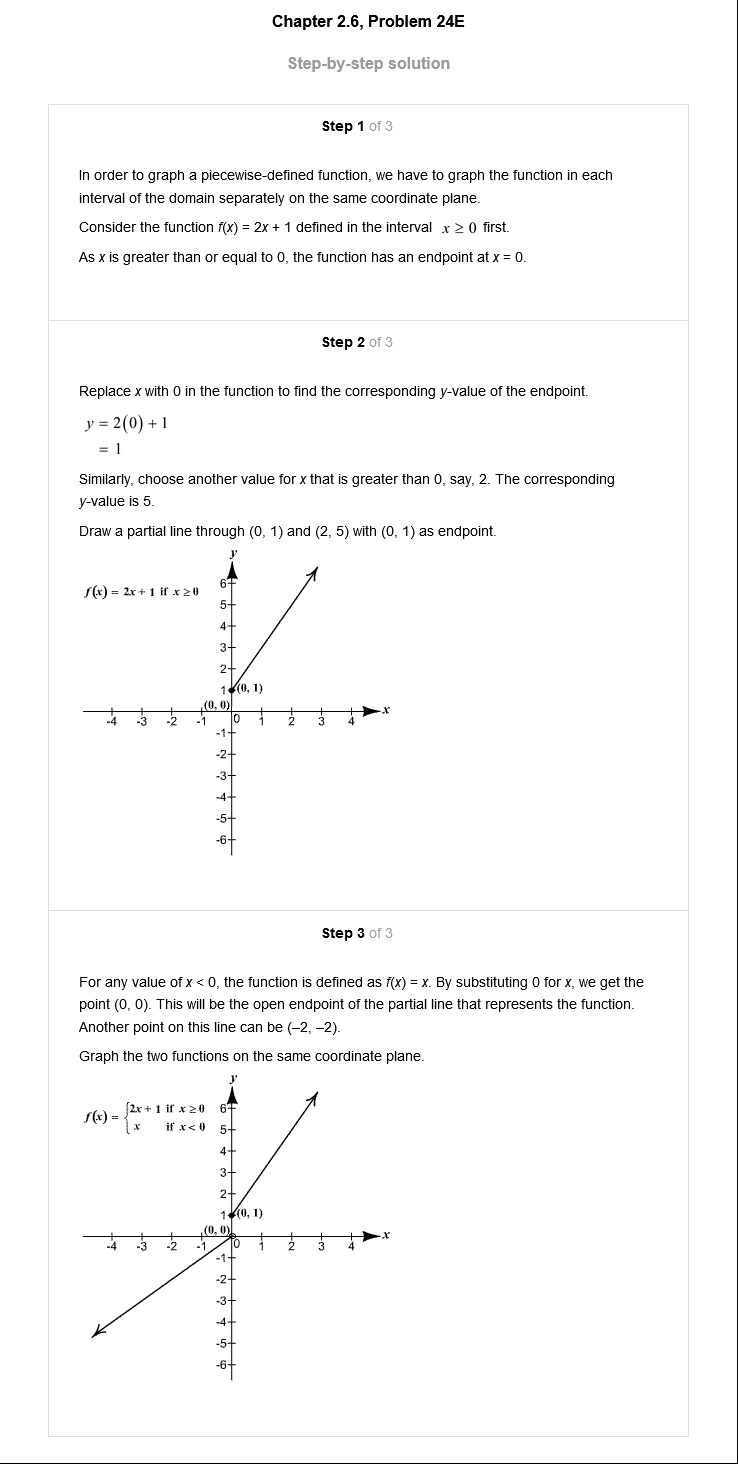 Chapter 2.6, Problem 24E
Step-by-step solution
Step 1 of 3
In order to graph a piecewise-defined function, we have to graph the function in each
interval of the domain separately on the same coordinate plane.
Consider the function f(x) = 2x + 1 defined in the interval x ≥ 0 first.
As x is greater than or equal to 0, the function has an endpoint at x = 0.
Step 2 of 3
Replace x with 0 in the function to find the corresponding y-value of the endpoint.
y = 2(0) + 1
= 1
Similarly, choose another value for x that is greater than 0, say, 2. The corresponding
y-value is 5.
Draw a partial line through (0, 1) and (2, 5) with (0, 1) as endpoint.
y
f(x) = 2x + 1 if x ≥ 0
6
5
4
3
2
1 (0, 1)
(0, 0)
x
-4 -3 -2 -1 0 1 2 3 4
-1
-2
-3
-4
-5
-6
Step 3 of 3
For any value of x < 0, the function is defined as f(x) = x. By substituting 0 for x, we get the
point (0, 0). This will be the open endpoint of the partial line that represents the function.
Another point on this line can be (–2, –2).
Graph the two functions on the same coordinate plane.
y
f(x) = {2x + 1 if x ≥ 0
x if x < 0
6
5
4
3
2
1 (0, 1)
(0, 0)
x
-4 -3 -2 -1 0 1 2 3 4
-1
-2
-3
-4
-5
-6